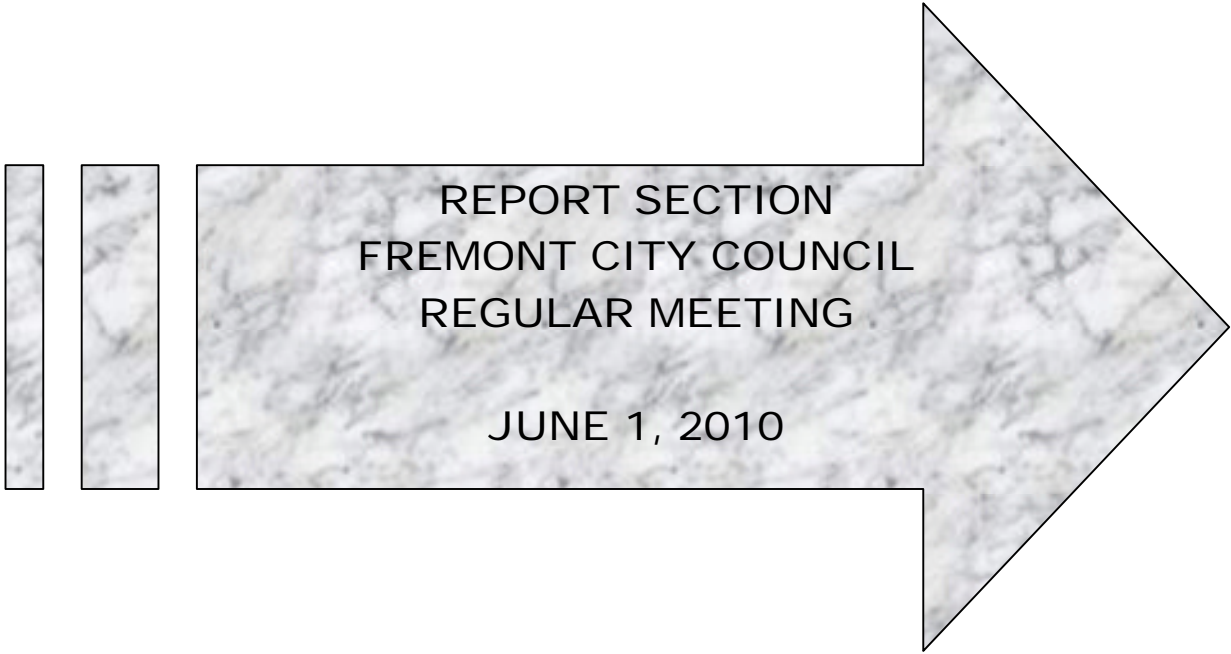 REPORT SECTION
FREMONT CITY COUNCIL
REGULAR MEETING
JUNE 1, 2010